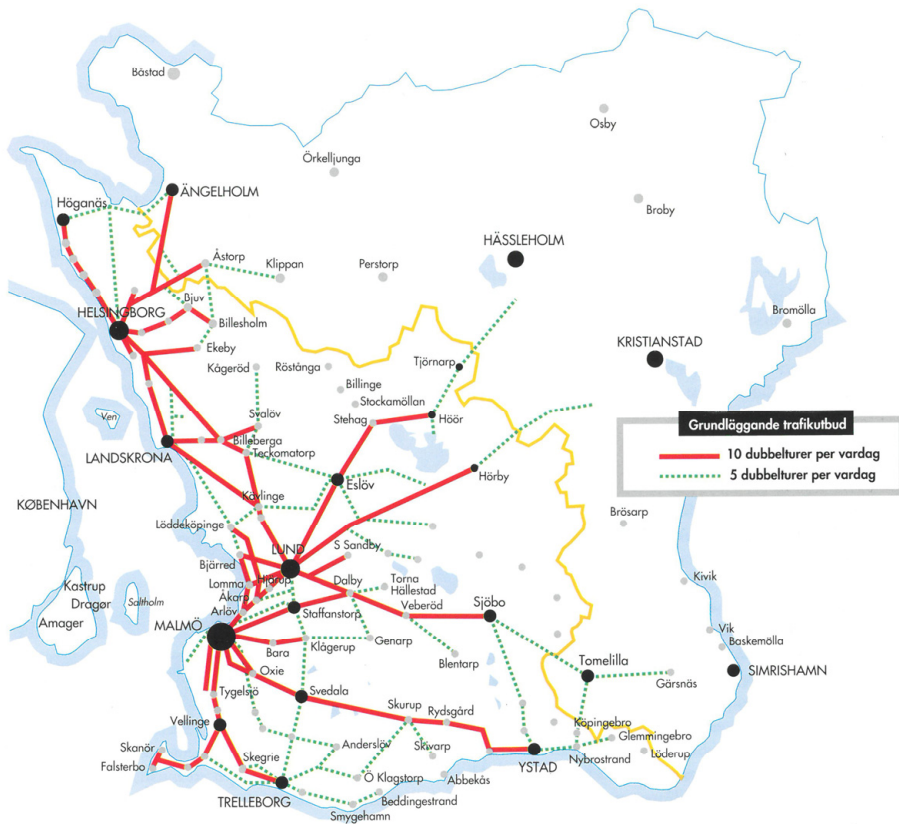 Båstad
Osby
Örkelljunga
ÄNGELHOLM
Höganäs
Broby
HÄSSLEHOLM
Åstorp
Klippan
Perstorp
Bjuv
HELSINGBORG
Billesholm
Bromölla
Ekeby
KRISTIANSTAD
Kågeröd
Röstånga
Tjörnarp
Billinge
Stockamöllan
Ven
Svalöv
Stehag
Höör
Grundläggande trafikutbud
Billeberga
LANDSKRONA
Teckomatorp
10 dubbelturer per vardag
Hörby
5 dubbelturer per vardag
Eslöv
KØBENHAVN
Kävlinge
Brösarp
Löddeköpinge
LUND
S Sandby
Bjärred
Hjärup
Kastrup
Lomma
Dalby
Torna
Hällestad
Kivik
Dragør
Saltholm
Åkarp
Veberöd
Sjöbo
Amager
Arlöv
Staffanstorp
MALMÖ
Vik
Baskemölla
Bara
Klågerup
Genarp
Blentarp
Tomelilla
SIMRISHAMN
Oxie
Gärsnäs
Tygelsjö
Svedala
Skurup
Rydsgård
Vellinge
Köpingebro
Glemmingebro
Skanör
Anderslöv
Skivarp
Löderup
Falsterbo
Skegrie
YSTAD
Nybrostrand
Ö Klagstorp
Abbekås
TRELLEBORG
Beddingestrand
Smygehamn